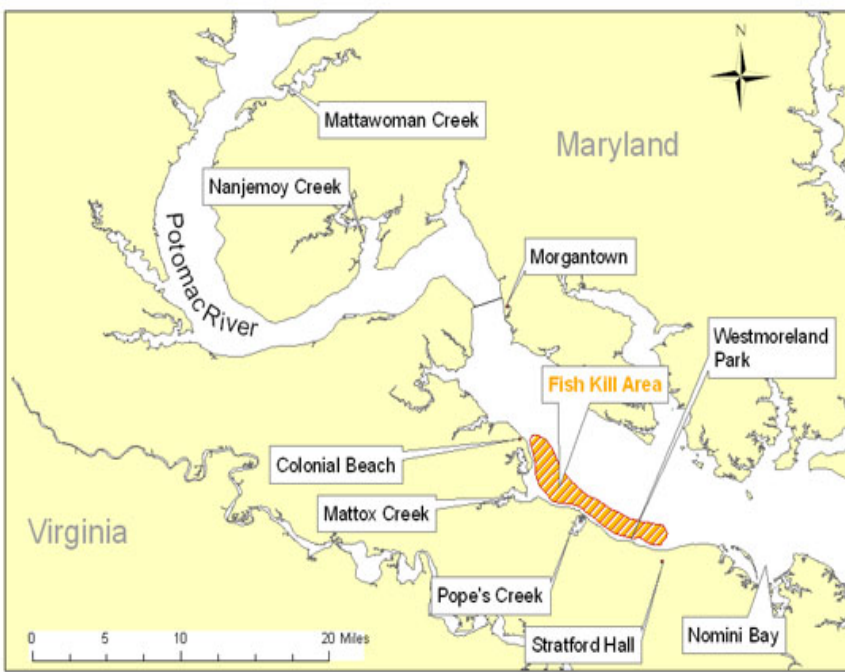 N
Mattawoman Creek
Maryland
Nanjemoy Creek
Potomac River
Morgantown
Westmoreland
Park
Fish Kill Area
Colonial Beach
Mattox Creek
Virginia
Pope's Creek
Stratford Hall
Nomini Bay
0 5 10 20 Miles